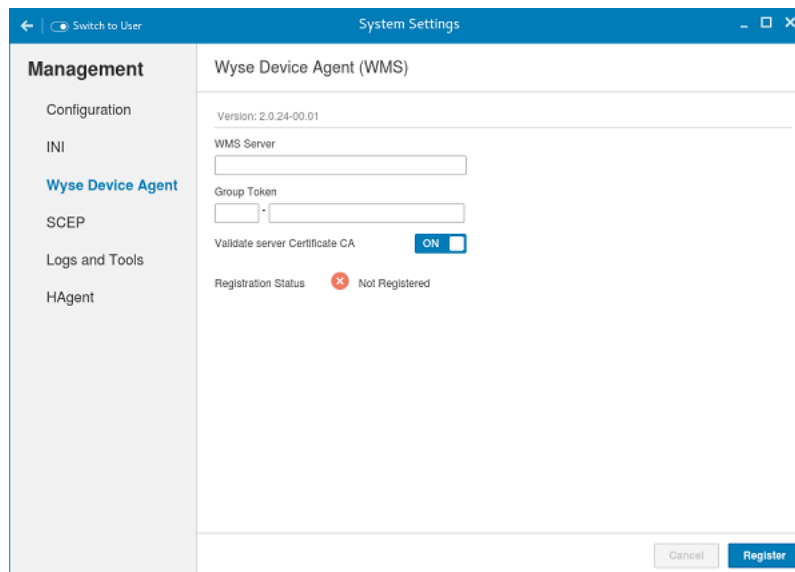 Switch to User
System Settings
Management
Configuration
INI
Wyse Device Agent
SCEP
Logs and Tools
HAgent
Wyse Device Agent (WMS)
Version: 2.0.24-00.01
WMS Server
Group Token
-
Validate server Certificate CA ON
Registration Status Not Registered
Cancel Register